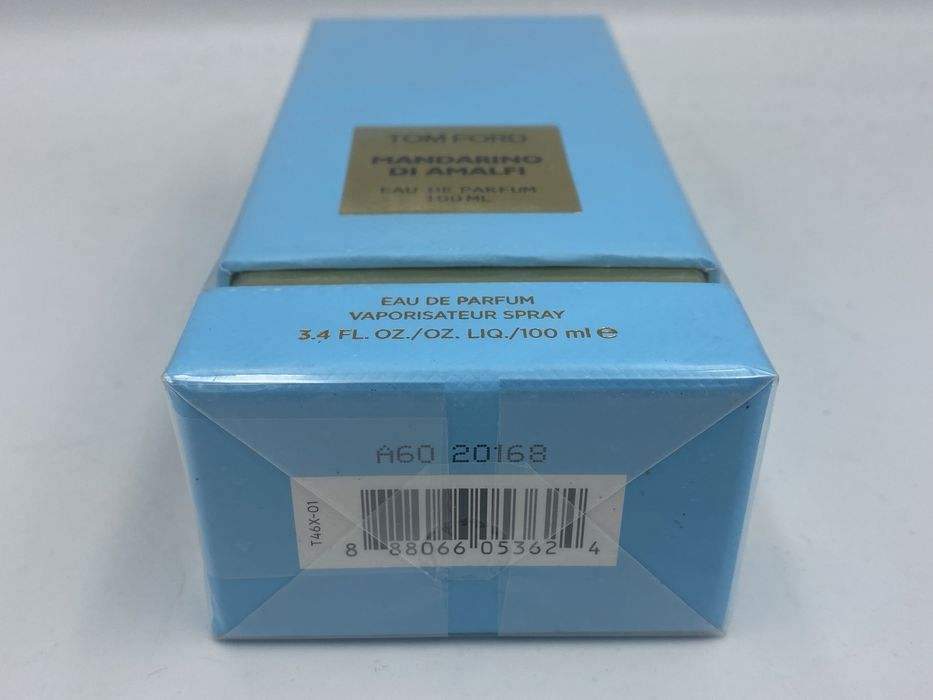 TOM FORD
MANDARINO
DI AMALFI
EAU DE PARFUM
100 ML
EAU DE PARFUM
VAPORISATEUR SPRAY
3.4 FL. OZ./OZ. LIQ./100 ml ℮
A60 20168
T46X-01
8 88066 05362 4